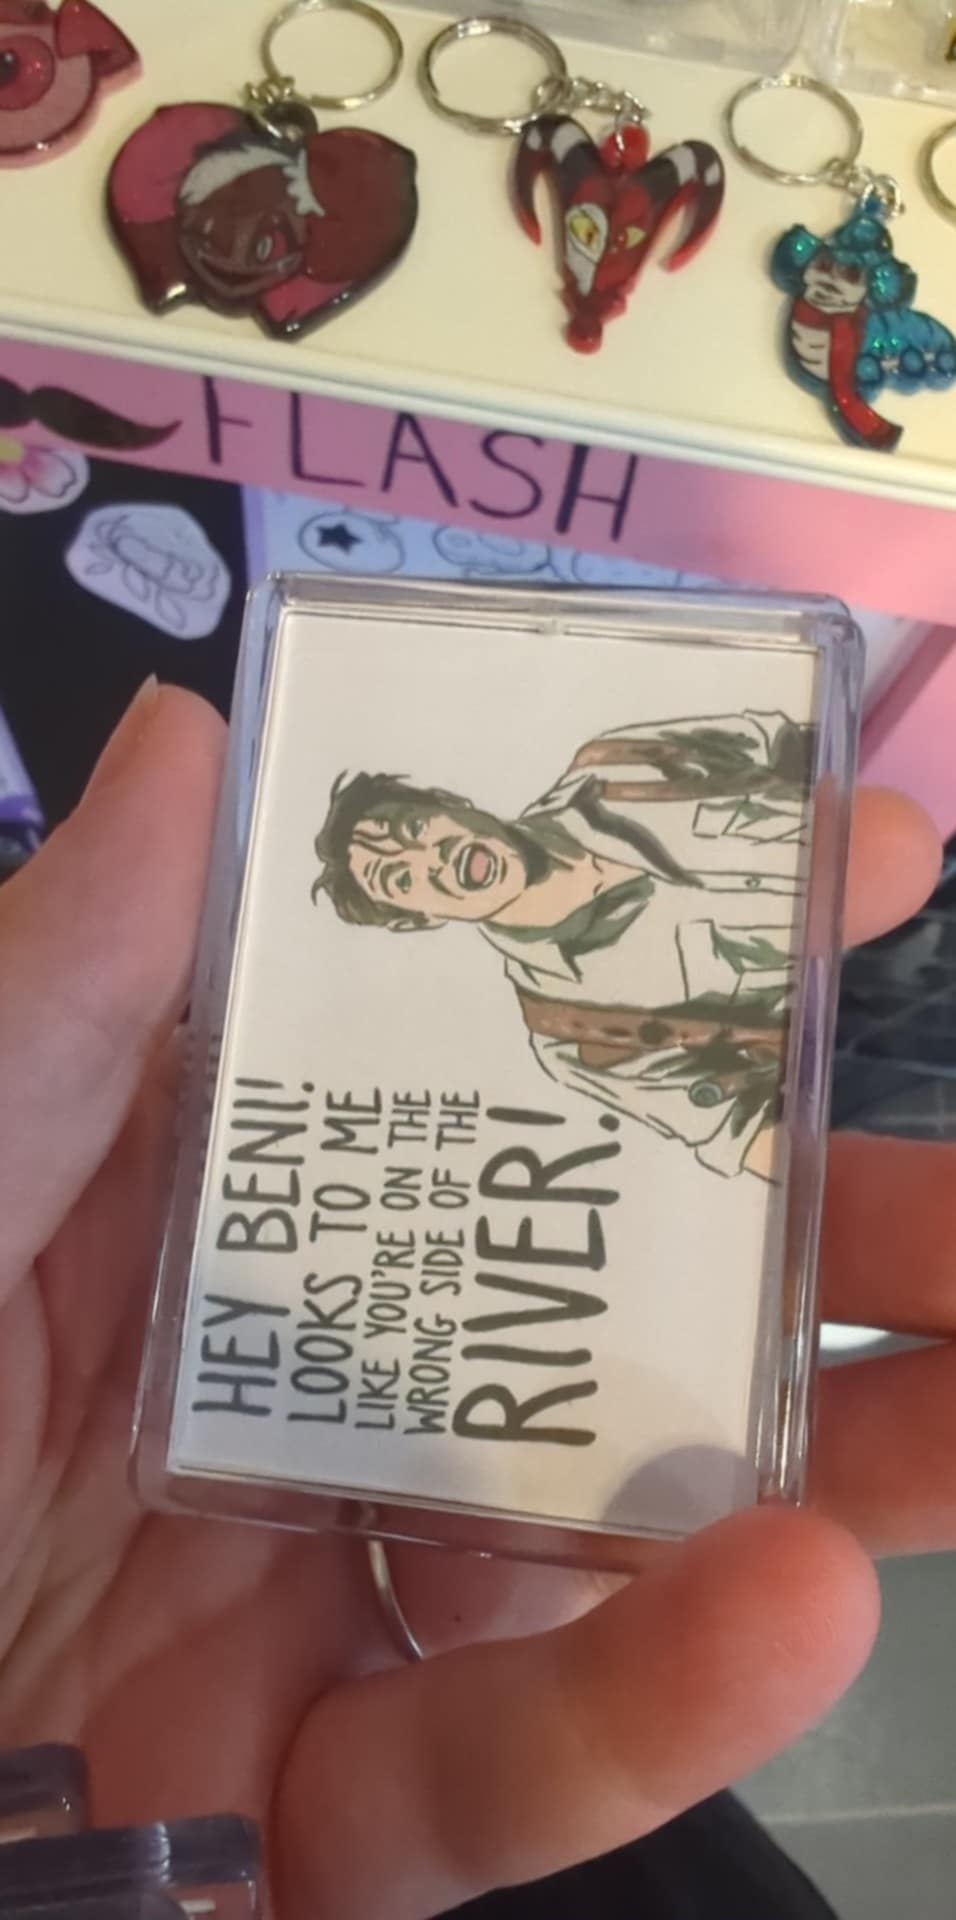 FLASH
HEY BENI!
LOOKS TO ME
LIKE YOU'RE ON THE
WRONG SIDE OF THE
RIVER!